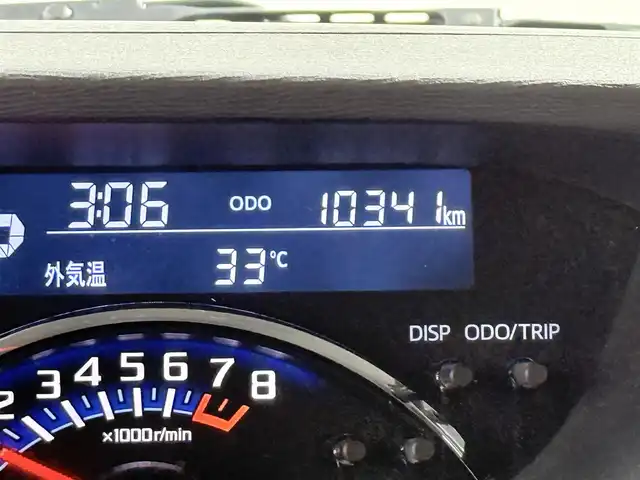 3:06 ODO 10341km
外気温 33℃
DISP ODO/TRIP
2 3 4 5 6 7 8
x1000r/min